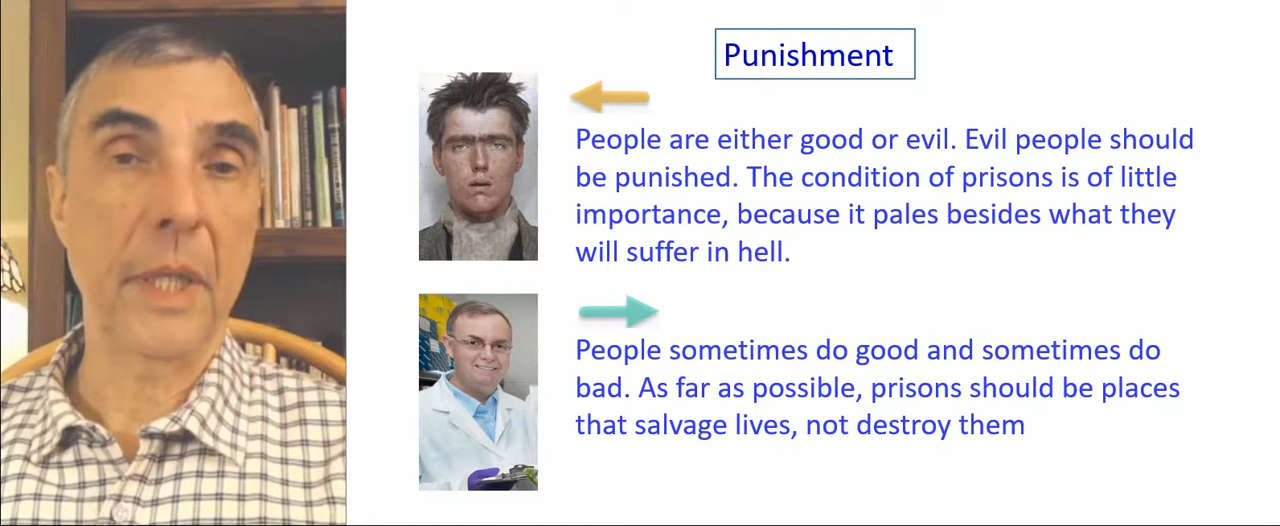 Punishment
People are either good or evil. Evil people should
be punished. The condition of prisons is of little
importance, because it pales besides what they
will suffer in hell.
People sometimes do good and sometimes do
bad. As far as possible, prisons should be places
that salvage lives, not destroy them